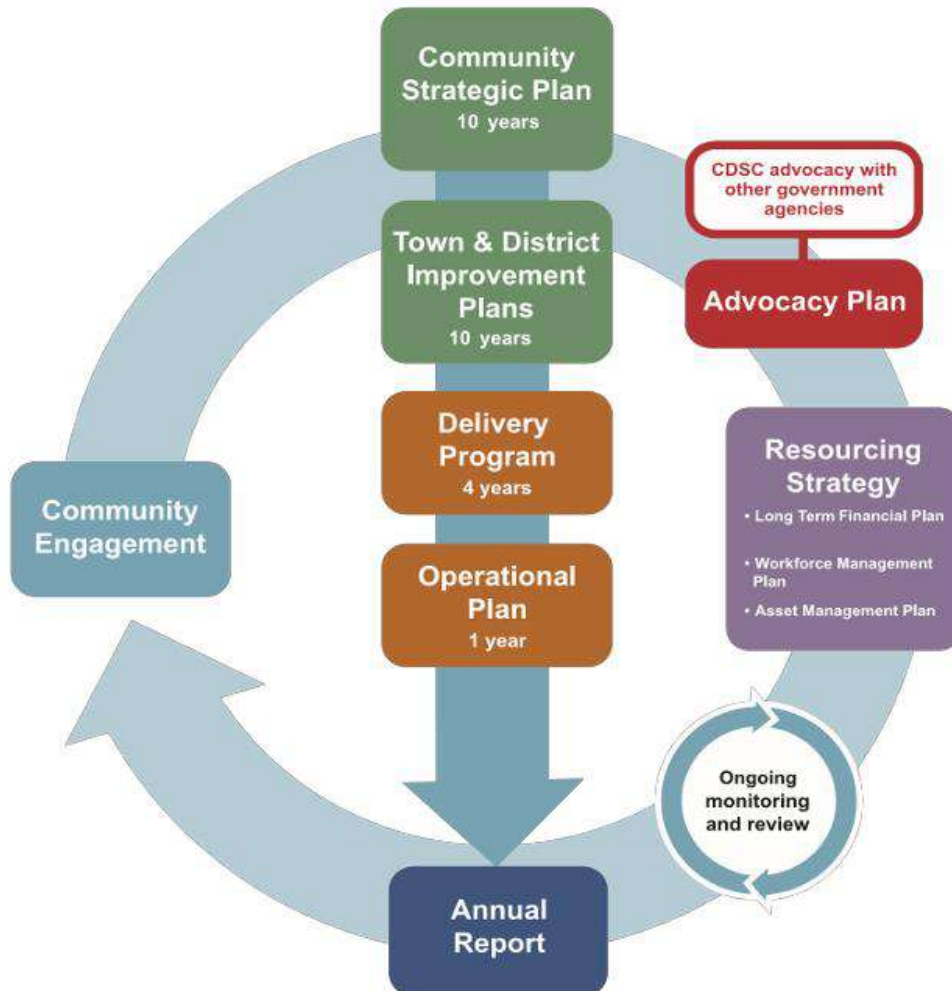 Community
Strategic Plan
10 years
CDSC advocacy with
other government
agencies
Advocacy Plan
Town & District
Improvement
Plans
10 years
Delivery
Program
4 years
Resourcing
Strategy
• Long Term Financial Plan
• Workforce Management
Plan
• Asset Management Plan
Community
Engagement
Operational
Plan
1 year
Ongoing
monitoring
and review
Annual
Report